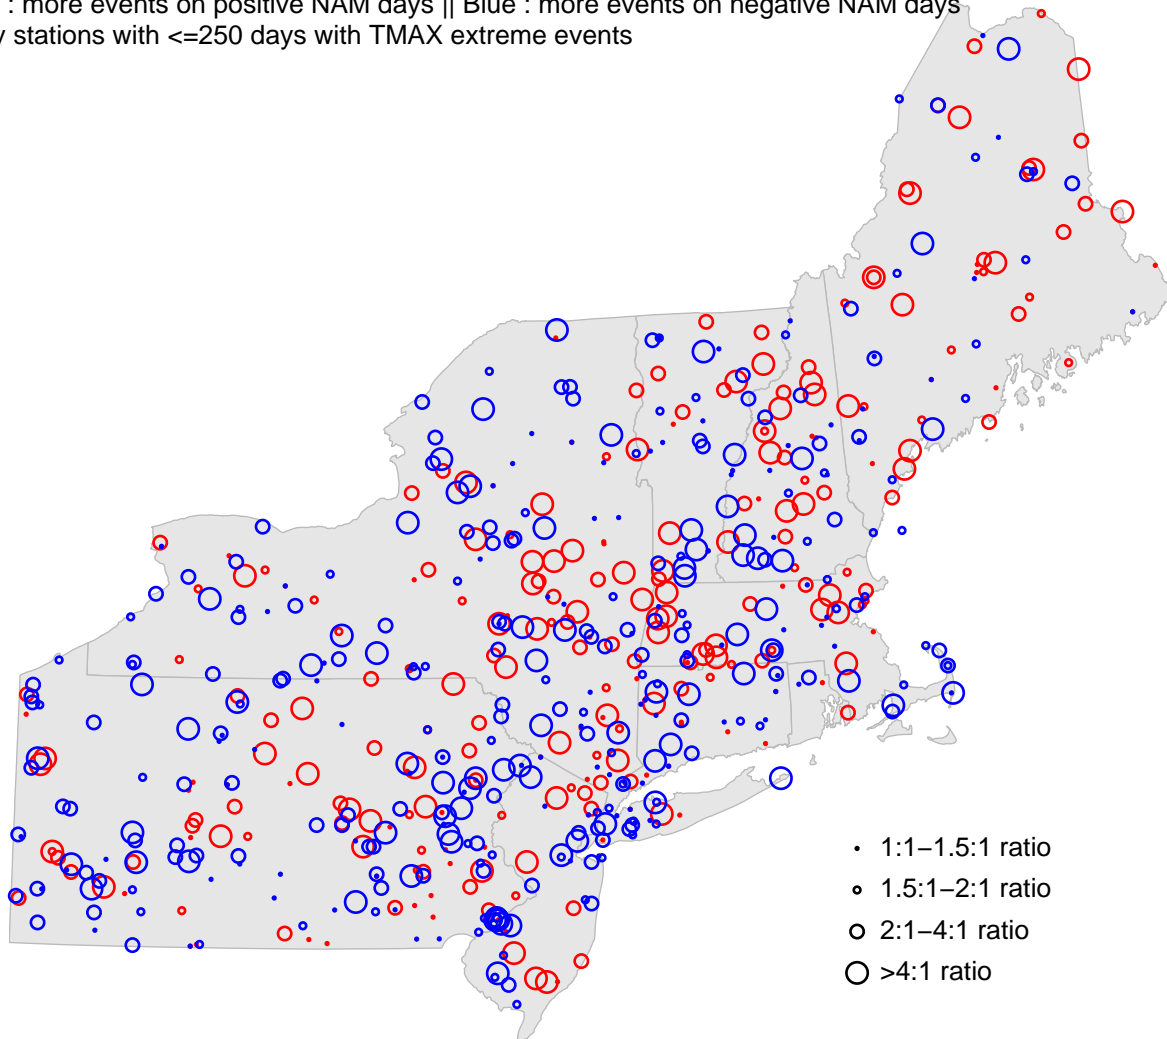 : more events on positive NAM days || Blue : more events on negative NAM days
stations with <=250 days with TMAX extreme events
1:1–1.5:1 ratio
1.5:1–2:1 ratio
2:1–4:1 ratio
>4:1 ratio